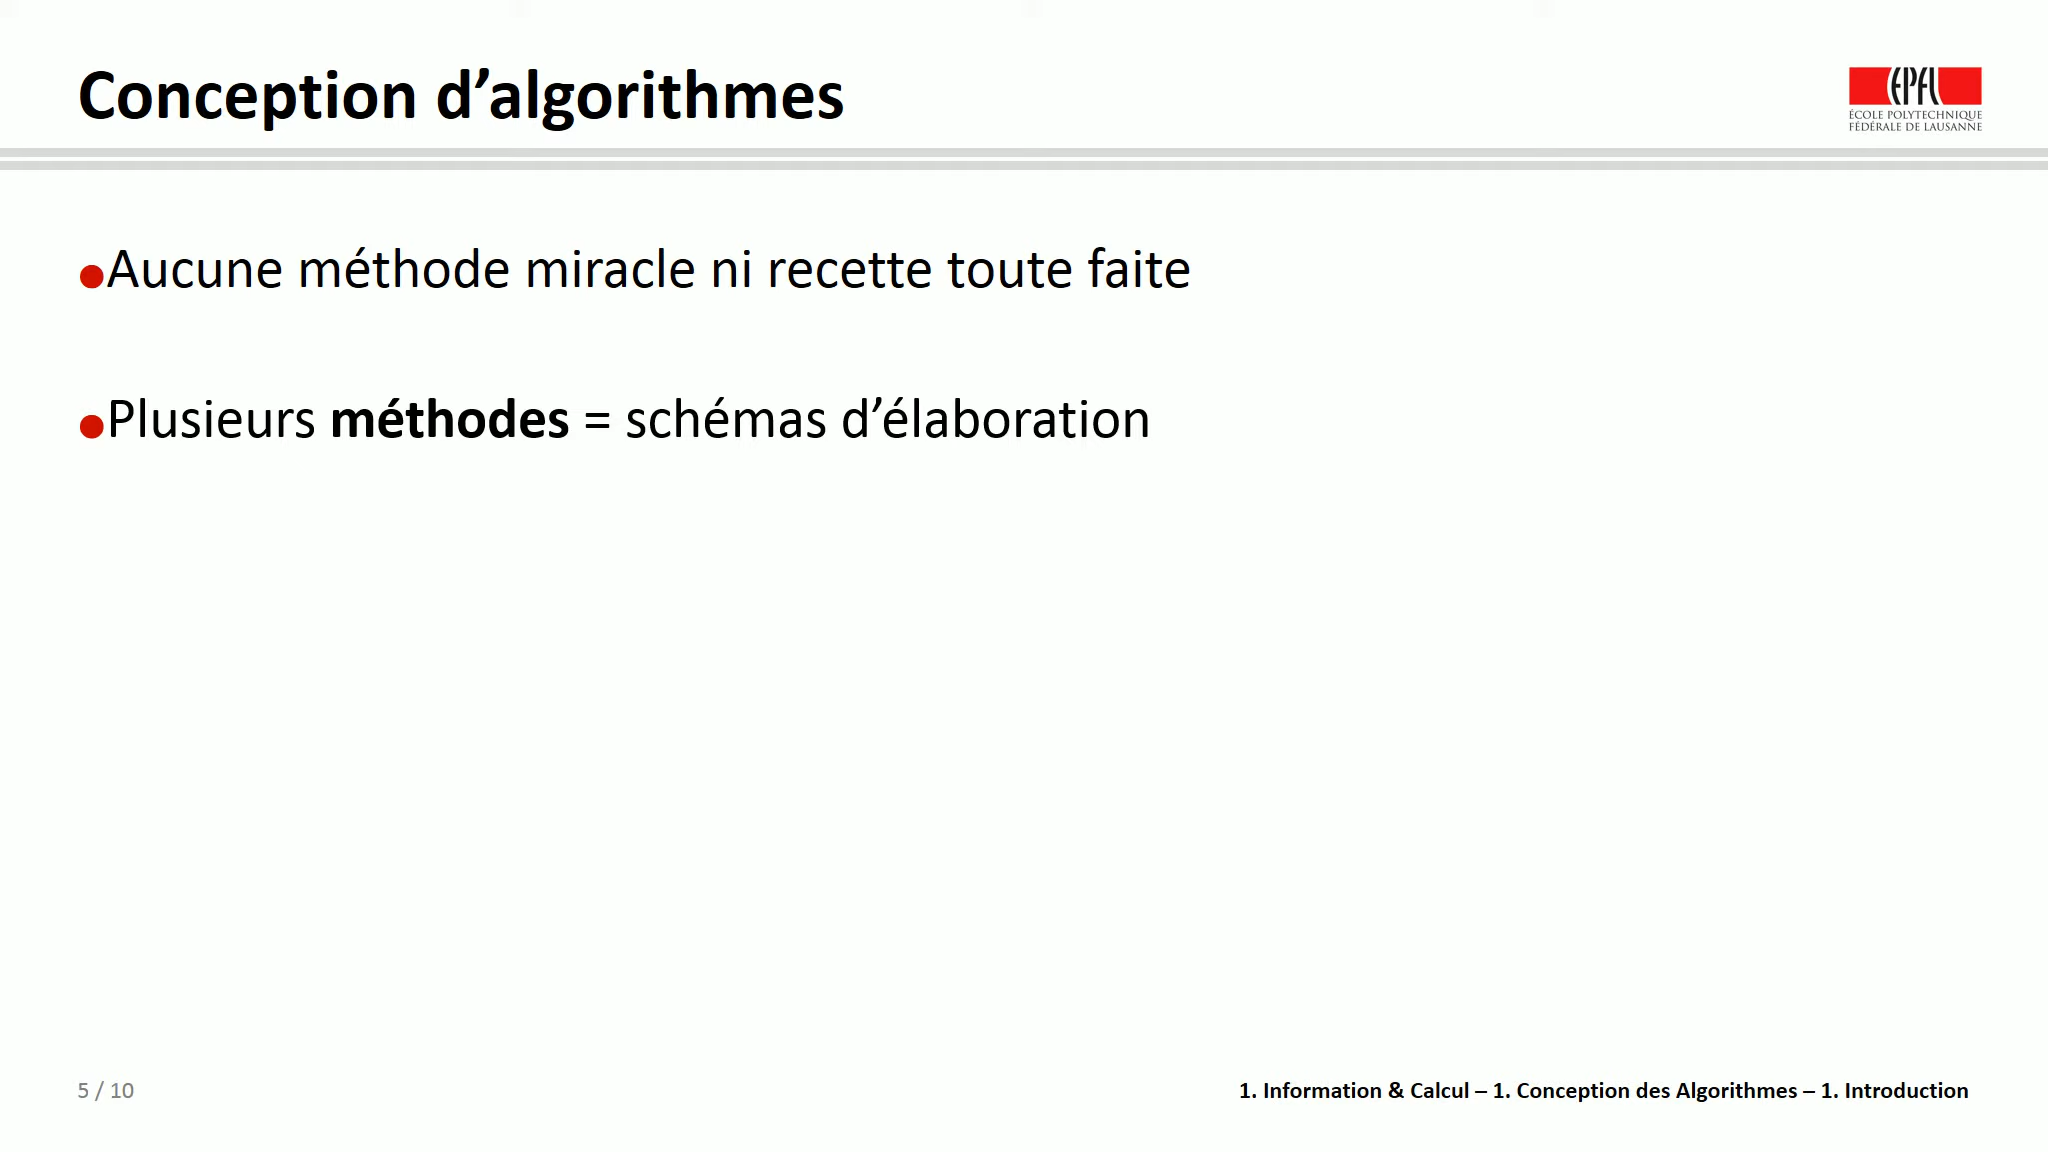 Conception d’algorithmes
EPFL
ÉCOLE POLYTECHNIQUE
FÉDÉRALE DE LAUSANNE
●Aucune méthode miracle ni recette toute faite
●Plusieurs méthodes = schémas d’élaboration
5 / 10
1. Information & Calcul – 1. Conception des Algorithmes – 1. Introduction